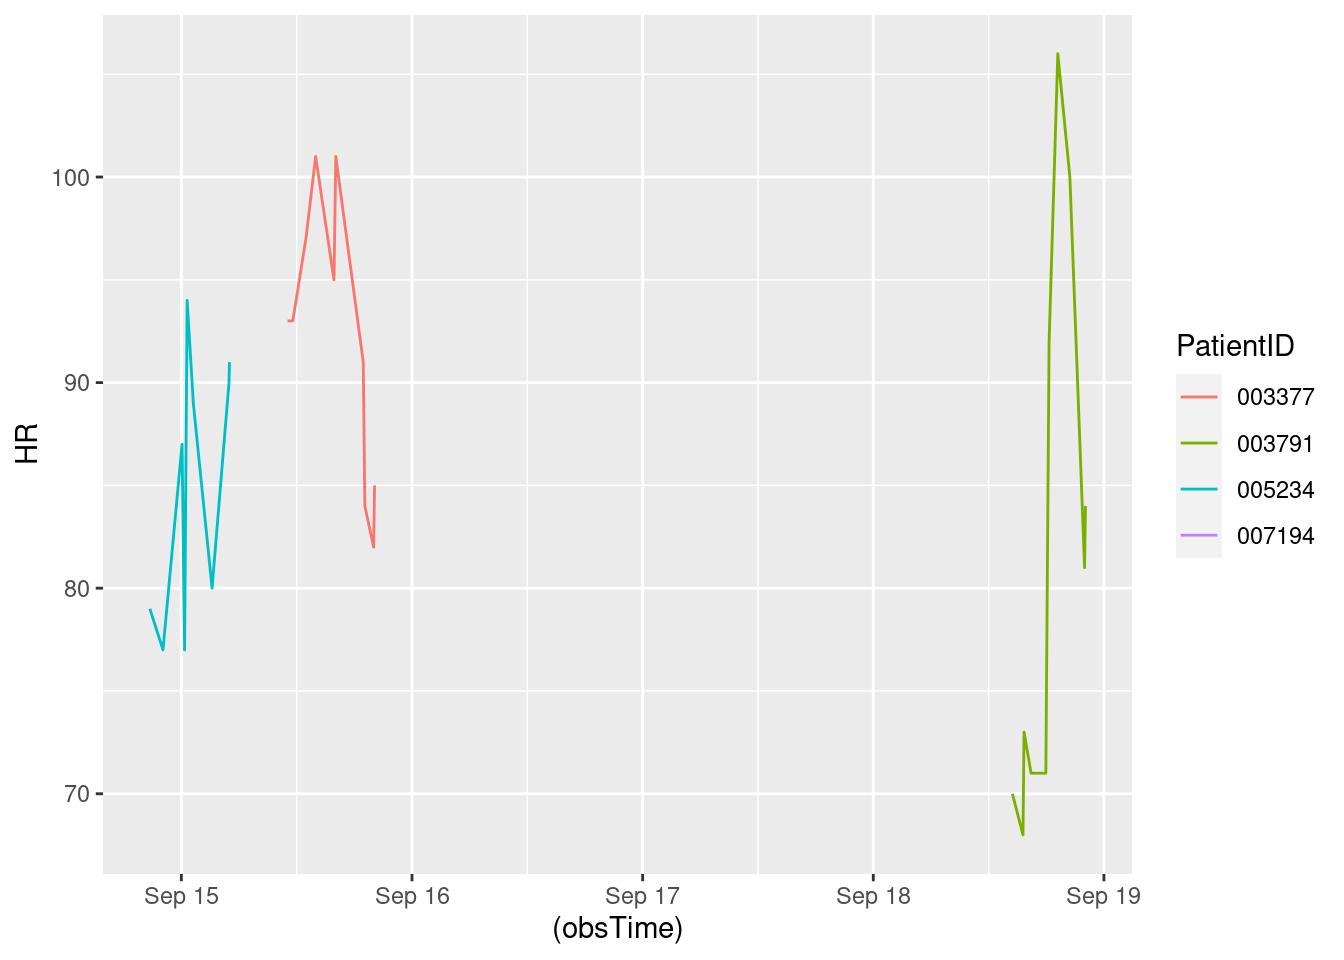 100
90
80
70
HR
Sep 15
Sep 16
Sep 17
Sep 18
Sep 19
(obsTime)
PatientID
003377
003791
005234
007194